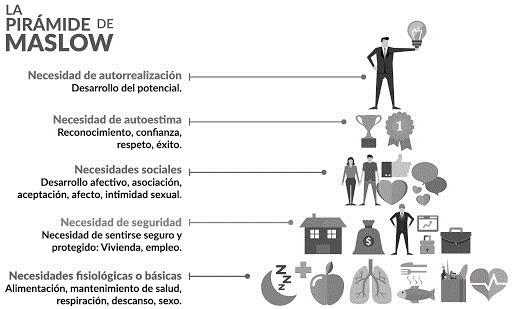 LA
PIRÁMIDE DE
MASLOW
Necesidad de autorrealización
Desarrollo del potencial.
Necesidad de autoestima
Reconocimiento, confianza,
respeto, éxito.
1
Necesidades sociales
Desarrollo afectivo, asociación,
aceptación, afecto, intimidad sexual.
Necesidad de seguridad
Necesidad de sentirse seguro y
protegido: Vivienda, empleo.
$
Necesidades fisiológicas o básicas
Alimentación, mantenimiento de salud,
respiración, descanso, sexo.
Z Z Z